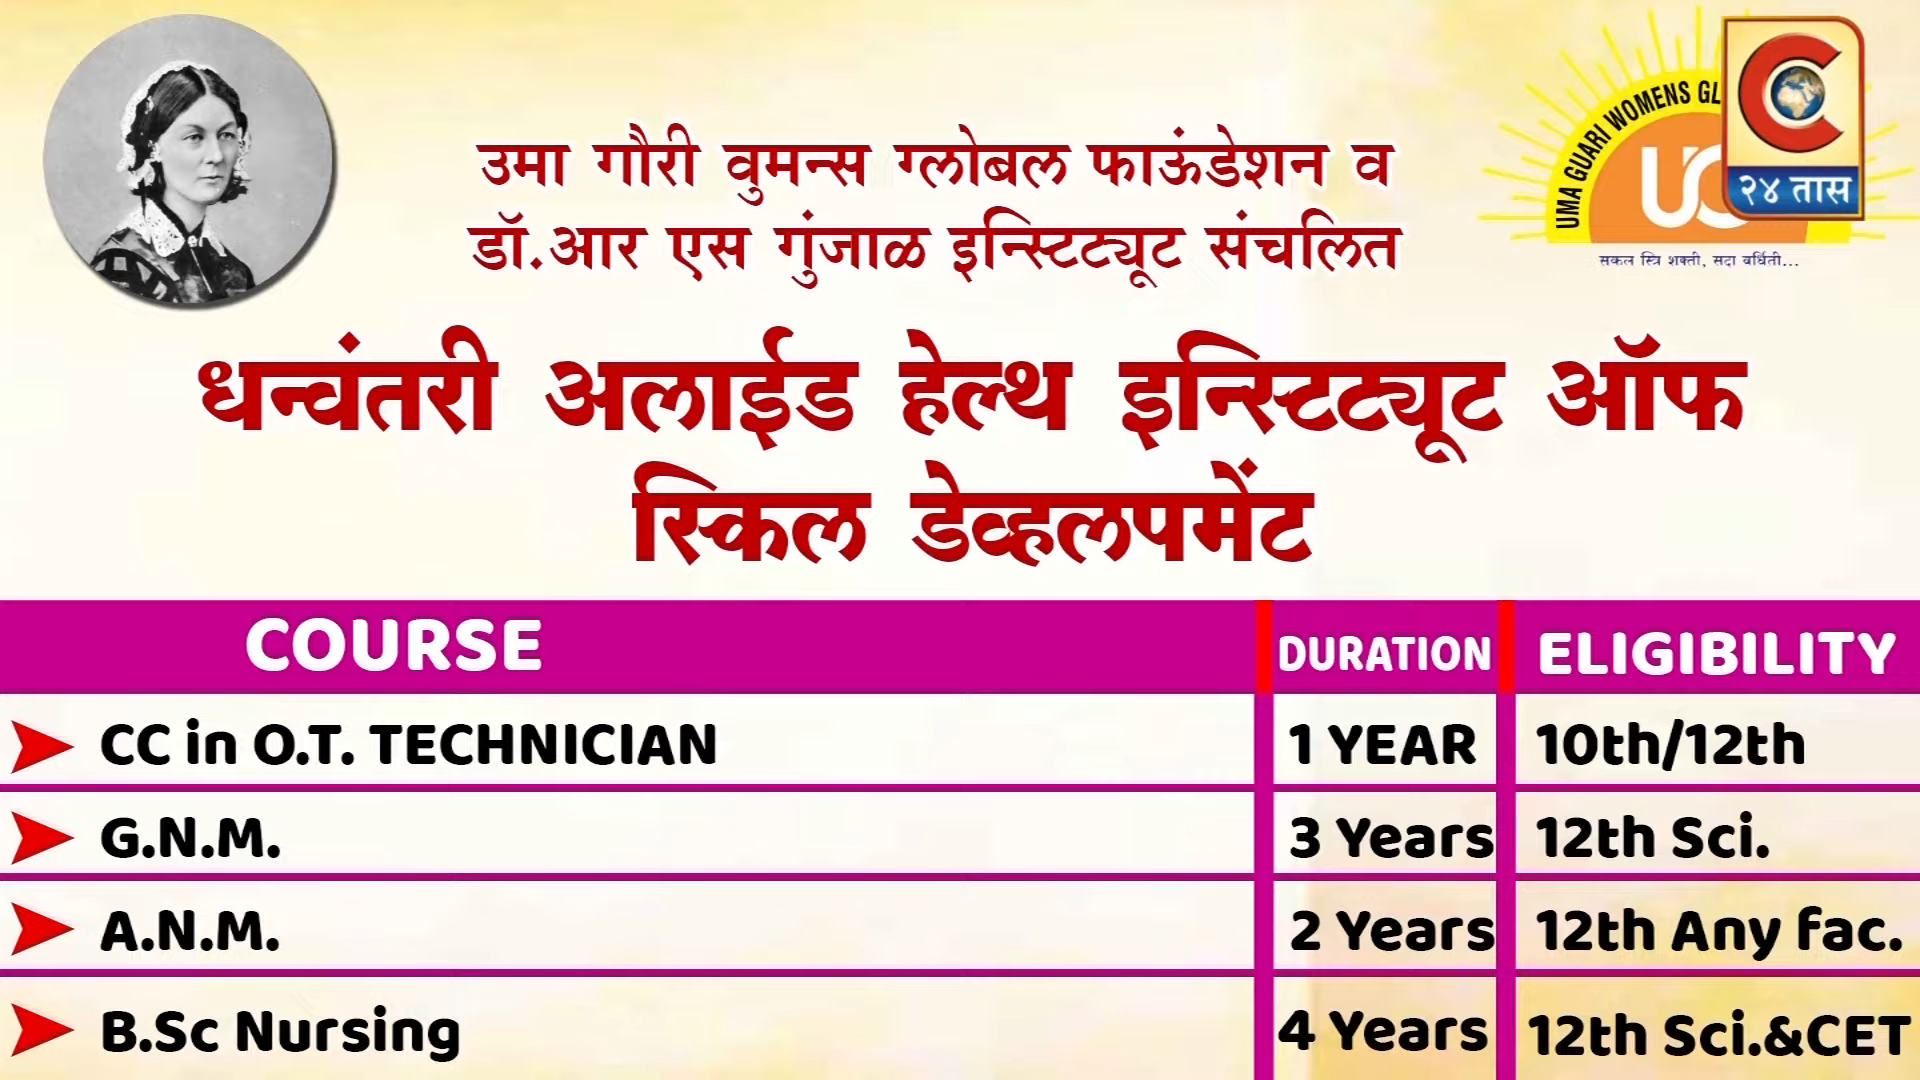 उमा गौरी वुमन्स ग्लोबल फाऊंडेशन व
डॉ.आर एस गुंजाळ इन्स्टिट्यूट संचलित
UMA GUARI WOMENS
२४ तास
सकल स्त्रि शक्ती, सदा वर्धिती...
धन्वंतरी अलाईड हेल्थ इन्स्टिट्यूट ऑफ
स्किल डेव्हलपमेंट
COURSE DURATION ELIGIBILITY
CC in O.T. TECHNICIAN 1 YEAR 10th/12th
G.N.M. 3 Years 12th Sci.
A.N.M. 2 Years 12th Any fac.
B.Sc Nursing 4 Years 12th Sci.&CET